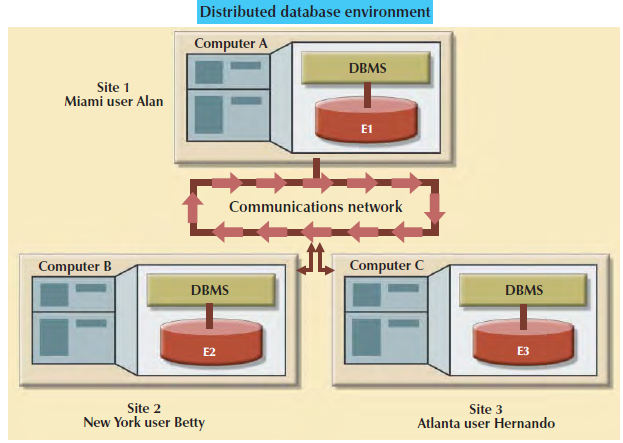 Distributed database environment
Computer A
DBMS
E1
Site 1
Miami user Alan
Communications network
Computer B
DBMS
E2
Site 2
New York user Betty
Computer C
DBMS
E3
Site 3
Atlanta user Hernando